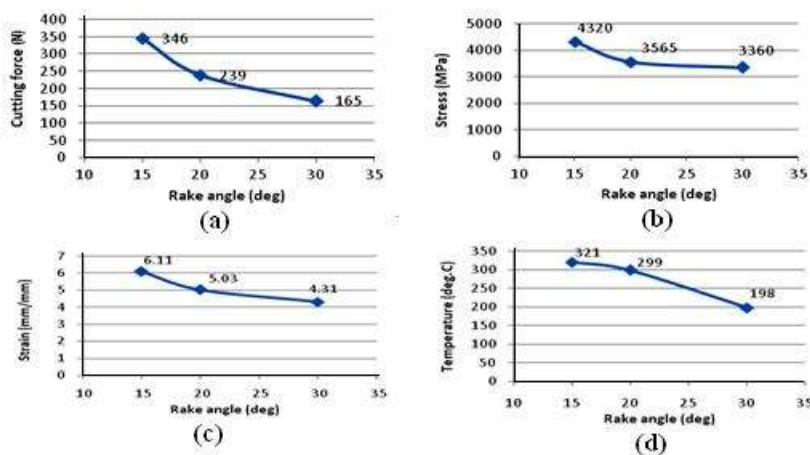 400
350
300
250
200
150
100
50
0
Cutting force (N)
346
239
165
10 15 20 25 30 35
Rake angle (deg)
(a)
6000
5000
4000
3000
2000
1000
0
Stress (MPa)
4320
3565
3360
10 15 20 25 30 35
Rake angle (deg)
(b)
7
6
5
4
3
2
1
0
Strain (mm/mm)
6.11
5.03
4.31
10 15 20 25 30 35
Rake angle (deg)
(c)
350
300
250
200
150
100
50
0
Temperature (deg.C)
321
299
198
10 15 20 25 30 35
Rake angle (deg)
(d)